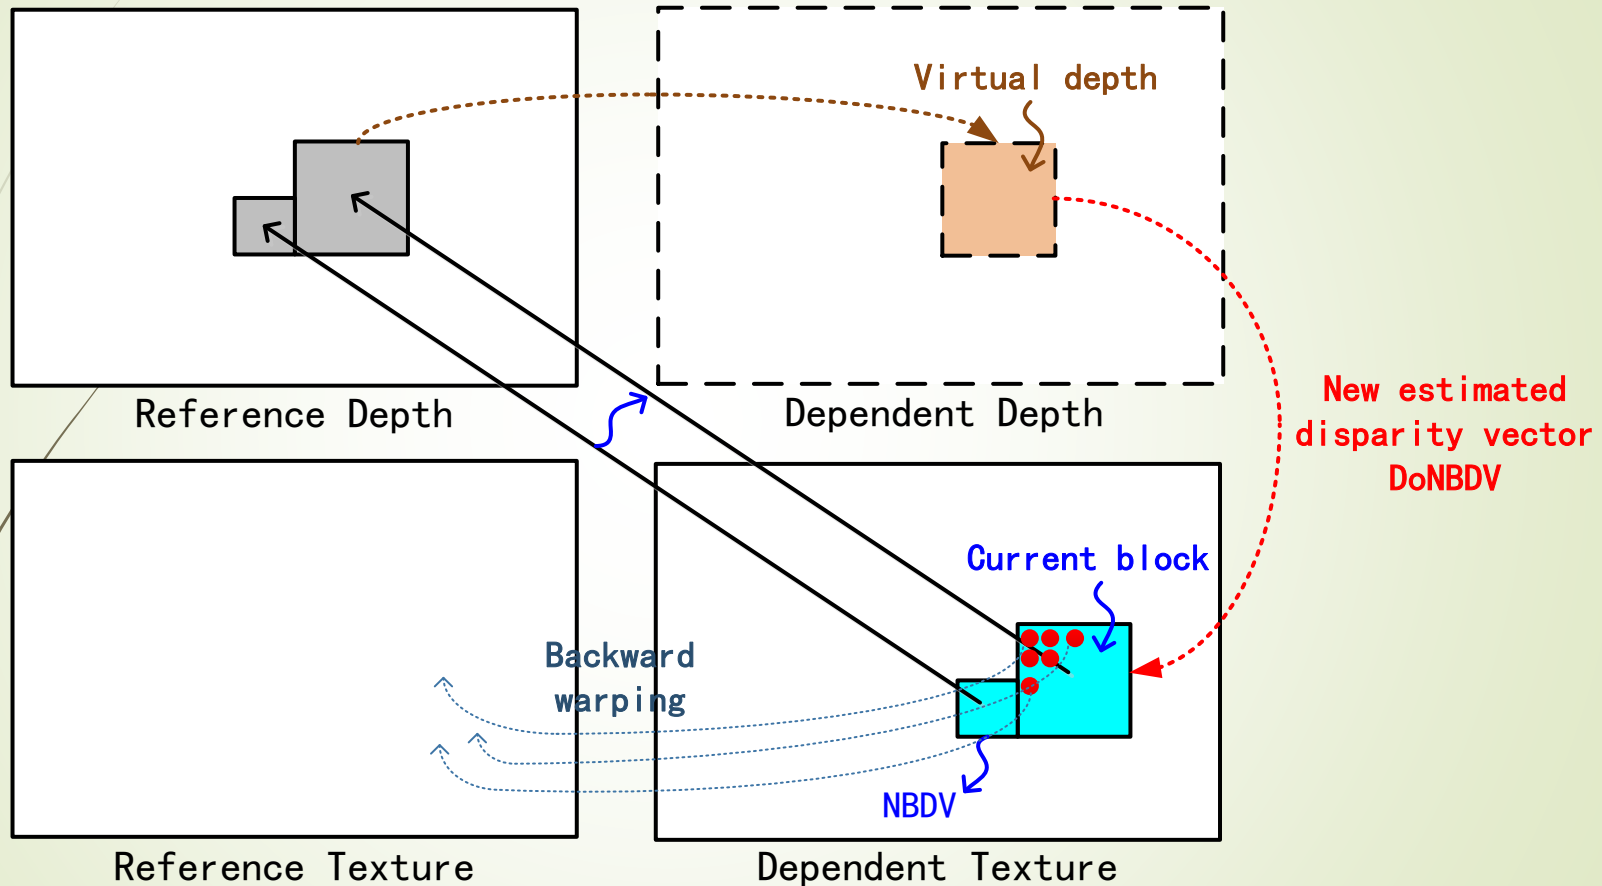 Virtual depth
Reference Depth
Dependent Depth
New estimated
disparity vector
DoNBDV
Current block
Backward
warping
NBDV
Reference Texture
Dependent Texture